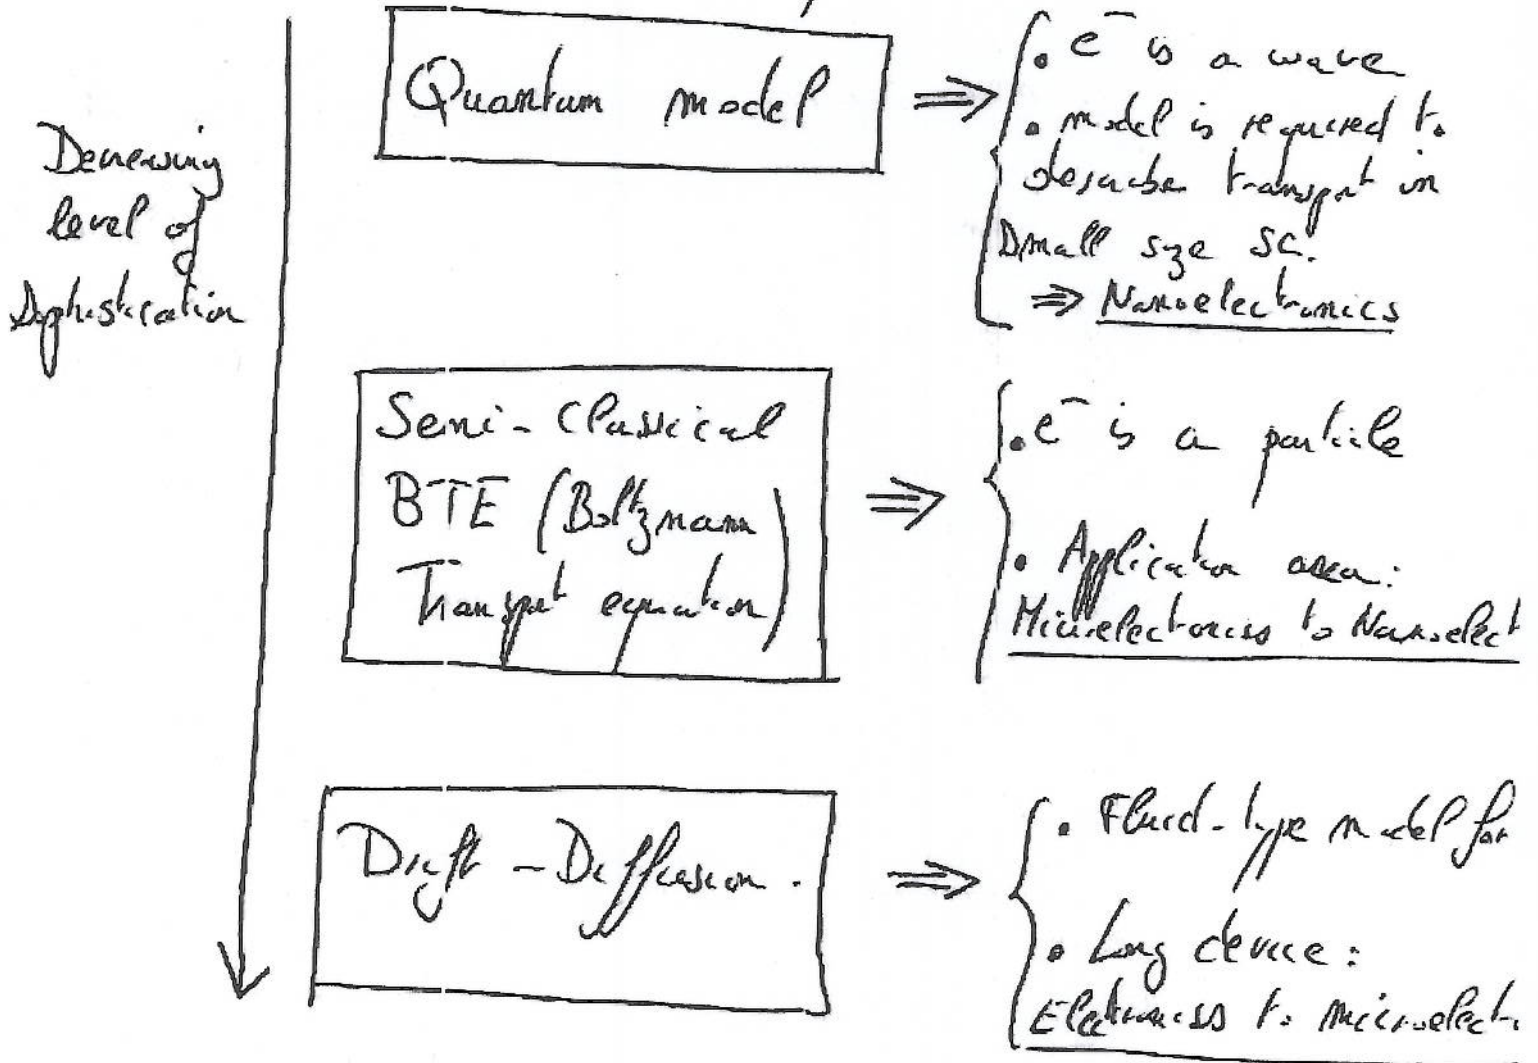 Decreasing
level of
sophistication
Quantum model
⇒
• e⁻ is a wave
• model is required to
describe transport in
small size SC.
⇒ Nanoelectronics
Semi-Classical
BTE (Boltzmann
Transport equation)
⇒
• e⁻ is a particle
• Application area:
Microelectronics to Nanoelect
Drift-Diffusion.
⇒
• Fluid-type model for
• Long device:
Electronics to microelect.